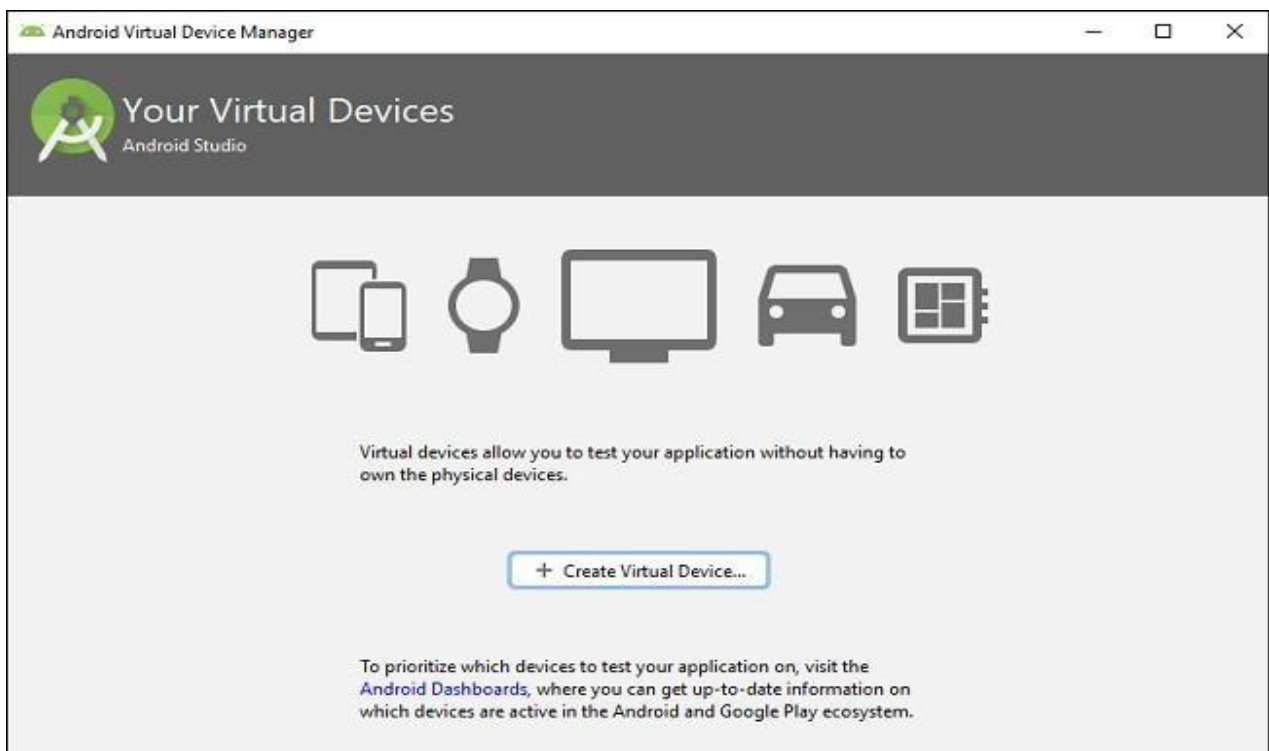 Android Virtual Device Manager
Your Virtual Devices
Android Studio
Virtual devices allow you to test your application without having to
own the physical devices.
+ Create Virtual Device...
To prioritize which devices to test your application on, visit the
Android Dashboards, where you can get up-to-date information on
which devices are active in the Android and Google Play ecosystem.